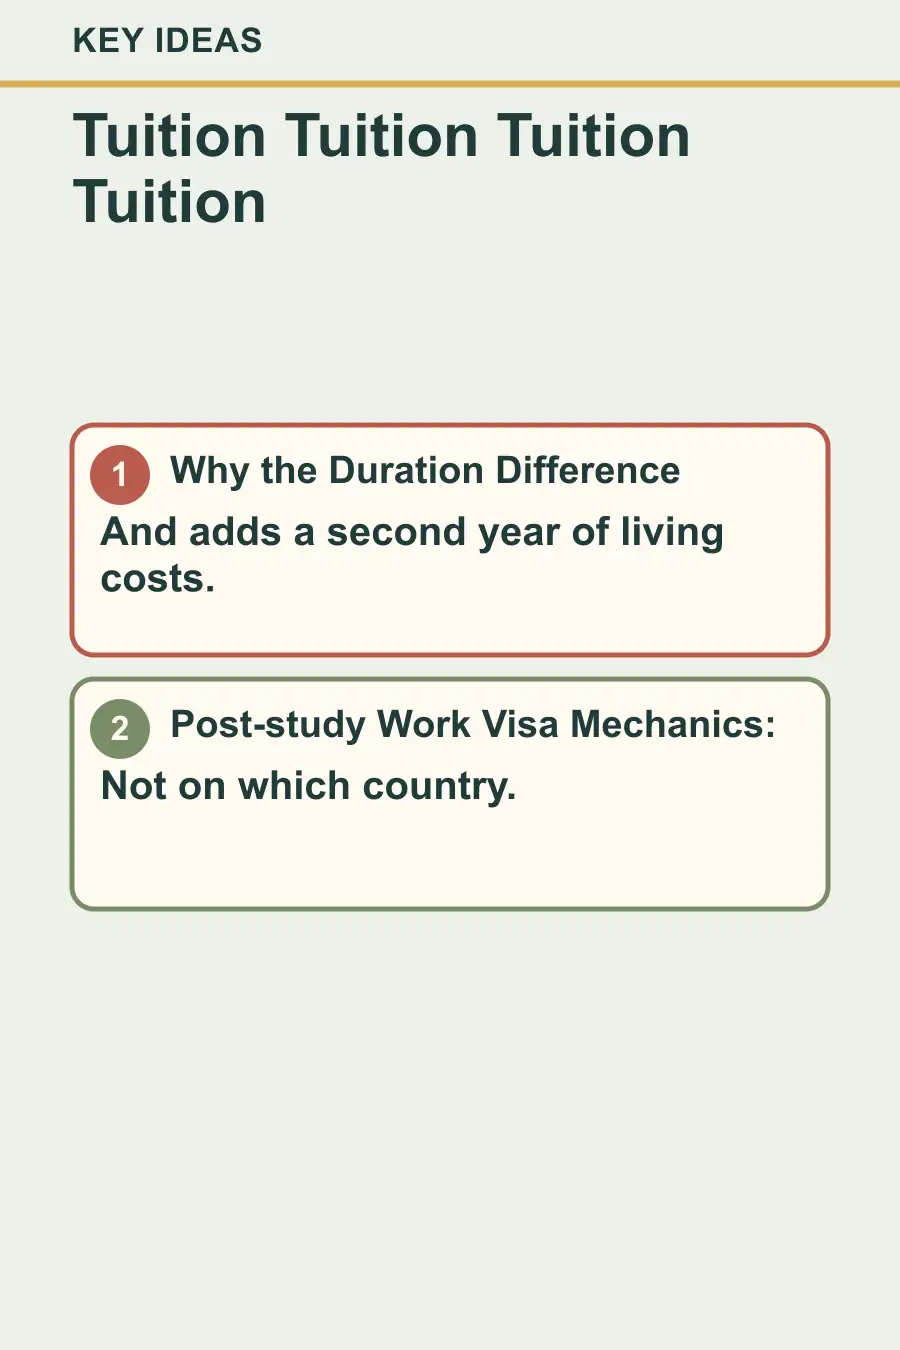 KEY IDEAS
Tuition Tuition Tuition
Tuition
1
Why the Duration Difference
And adds a second year of living
costs.
2
Post-study Work Visa Mechanics:
Not on which country.